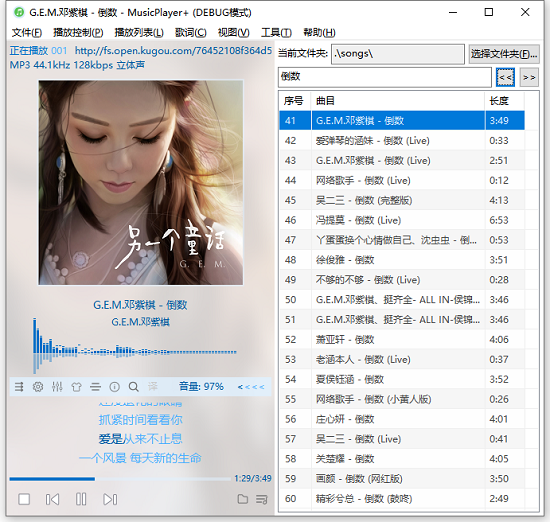 G.E.M.邓紫棋 - 倒数 - MusicPlayer+ (DEBUG模式)
文件(F) 播放控制(P) 播放列表(L) 歌词(C) 视图(V) 工具(T) 帮助(H)
正在播放 001 http://fs.open.kugou.com/76452108f364d5
MP3 44.1kHz 128kbps 立体声
另一个童话
G. E. M.
G.E.M.邓紫棋 - 倒数
G.E.M.邓紫棋
音量: 97% < < < <
抓紧时间看看你
爱是从来不止息
一个风景 每天新的生命
1:29/3:49
当前文件夹: .\songs\ 选择文件夹(F)...
倒数 << >>
序号 曲目 长度
41 G.E.M.邓紫棋 - 倒数 3:49
42 爱弹琴的涵妹 - 倒数 (Live) 0:33
43 G.E.M.邓紫棋 - 倒数 (Live) 2:51
44 网络歌手 - 倒数 (Live) 0:12
45 吴二三 - 倒数 (完整版) 4:13
46 冯提莫 - 倒数 (Live) 6:53
47 丫蛋蛋换个心情做自己、沈虫虫 - 倒... 0:53
48 徐俊雅 - 倒数 3:51
49 不够的不够 - 倒数 (Live) 0:28
50 G.E.M.邓紫棋、挺齐全- ALL IN-侯锦... 3:46
51 G.E.M.邓紫棋、挺齐全- ALL IN-侯锦... 3:46
52 萧亚轩 - 倒数 4:06
53 老涵本人 - 倒数 (Live) 0:37
54 夏侯钰涵 - 倒数 3:52
55 网络歌手 - 倒数 (小薰人版) 0:26
56 庄心妍 - 倒数 4:01
57 吴二三 - 倒数 (Live) 0:41
58 关楚耀 - 倒数 4:05
59 画颜 - 倒数 (网红版) 3:50
60 精彩兮总 - 倒数 (鼓咚) 2:49